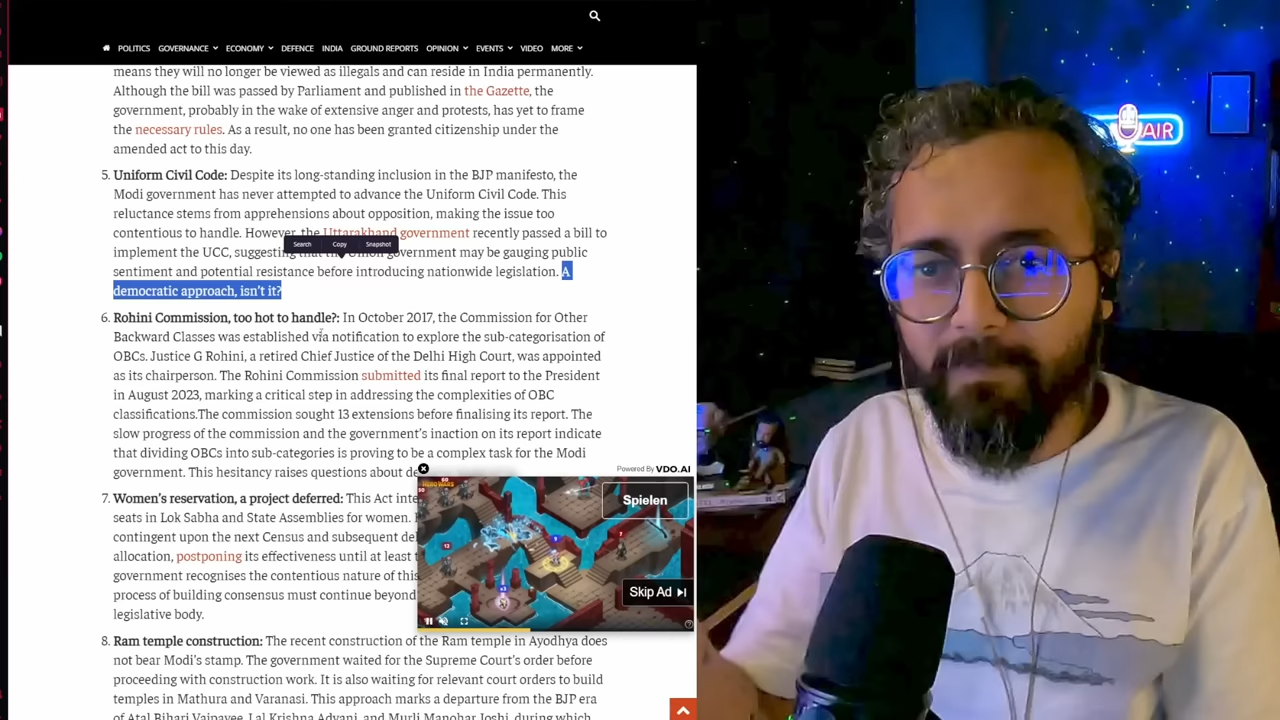 POLITICS GOVERNANCE ECONOMY DEFENCE INDIA GROUND REPORTS OPINION EVENTS VIDEO MORE
means they will no longer be viewed as illegals and can reside in India permanently.
Although the bill was passed by Parliament and published in the Gazette, the
government, probably in the wake of extensive anger and protests, has yet to frame
the necessary rules. As a result, no one has been granted citizenship under the
amended act to this day.
5. Uniform Civil Code: Despite its long-standing inclusion in the BJP manifesto, the
Modi government has never attempted to advance the Uniform Civil Code. This
reluctance stems from apprehensions about opposition, making the issue too
contentious to handle. However, the Uttarakhand government recently passed a bill to
Search Copy Snapshot
implement the UCC, suggesting that the Union government may be gauging public
sentiment and potential resistance before introducing nationwide legislation. A
democratic approach, isn't it?
6. Rohini Commission, too hot to handle?: In October 2017, the Commission for Other
Backward Classes was established via notification to explore the sub-categorisation of
OBCs. Justice G Rohini, a retired Chief Justice of the Delhi High Court, was appointed
as its chairperson. The Rohini Commission submitted its final report to the President
in August 2023, marking a critical step in addressing the complexities of OBC
classifications.The commission sought 13 extensions before finalising its report. The
slow progress of the commission and the government's inaction on its report indicate
that dividing OBCs into sub-categories is proving to be a complex task for the Modi
government. This hesitancy raises questions about
7. Women's reservation, a project deferred: This Act
seats in Lok Sabha and State Assemblies for women.
contingent upon the next Census and subsequent
allocation, postponing its effectiveness until at least
government recognises the contentious nature of this
process of building consensus must continue beyond
legislative body.
8. Ram temple construction: The recent construction of the Ram temple in Ayodhya does
not bear Modi's stamp. The government waited for the Supreme Court's order before
proceeding with construction work. It is also waiting for relevant court orders to build
temples in Mathura and Varanasi. This approach marks a departure from the BJP era
of Atal Bihari Vajpayee, Lal Krishna Advani, and Murli Manohar Joshi, during which
Powered By VDO.AI
HERO WARS
Spielen
Skip Ad
AIR